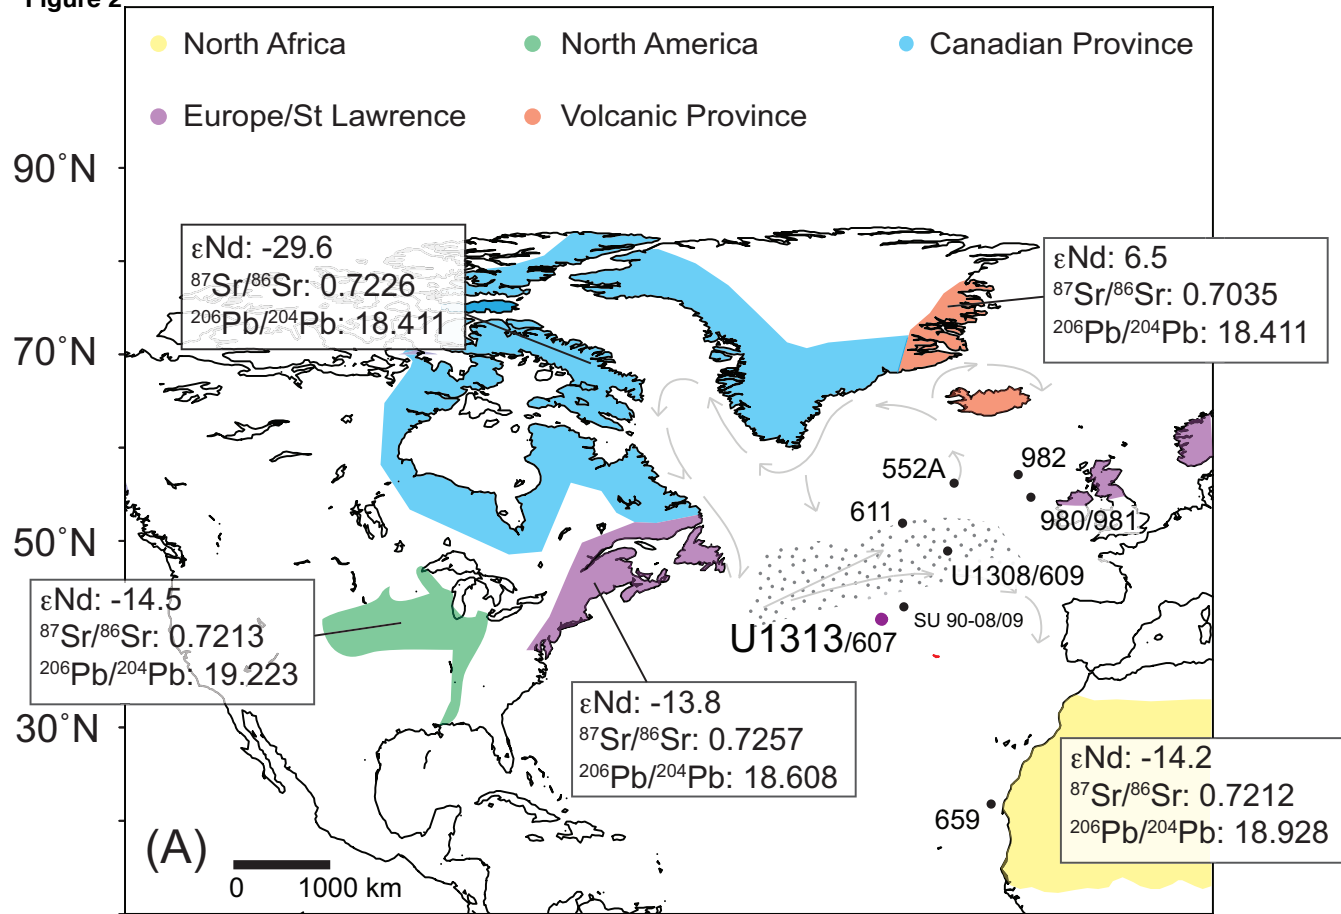 Figure 2
North Africa
North America
Canadian Province
Europe/St Lawrence
Volcanic Province
90°N
70°N
50°N
30°N
εNd: -29.6
⁸⁷Sr/⁸⁶Sr: 0.7226
²⁰⁶Pb/²⁰⁴Pb: 18.411
εNd: 6.5
⁸⁷Sr/⁸⁶Sr: 0.7035
²⁰⁶Pb/²⁰⁴Pb: 18.411
982
552A
980/981
611
U1308/609
SU 90-08/09
U1313/607
εNd: -14.5
⁸⁷Sr/⁸⁶Sr: 0.7213
²⁰⁶Pb/²⁰⁴Pb: 19.223
εNd: -13.8
⁸⁷Sr/⁸⁶Sr: 0.7257
²⁰⁶Pb/²⁰⁴Pb: 18.608
εNd: -14.2
⁸⁷Sr/⁸⁶Sr: 0.7212
²⁰⁶Pb/²⁰⁴Pb: 18.928
659
(A)
0 1000 km